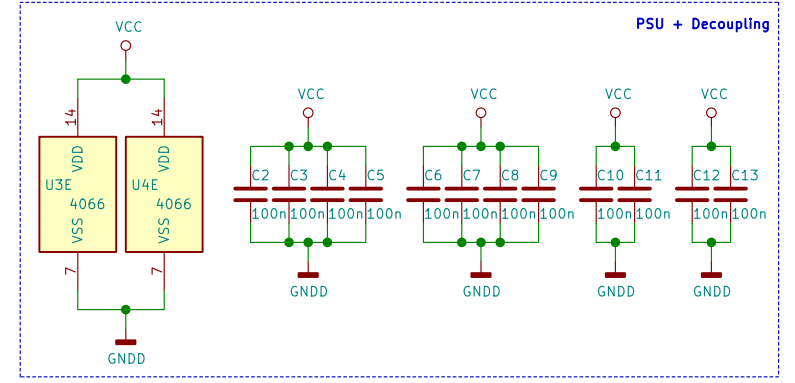 PSU + Decoupling
VCC
14
14
VDD
VDD
U3E
U4E
4066
4066
VSS
VSS
7
7
GNDD
VCC
C2
C3
C4
C5
100n
100n
100n
100n
GNDD
VCC
C6
C7
C8
C9
100n
100n
100n
100n
GNDD
VCC
C10
C11
100n
100n
GNDD
VCC
C12
C13
100n
100n
GNDD